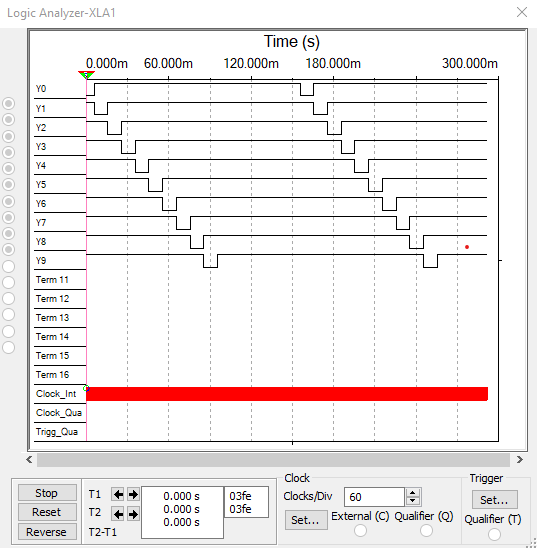 Logic Analyzer-XLA1
Time (s)
0.000m 60.000m 120.000m 180.000m 300.000m
Y0
Y1
Y2
Y3
Y4
Y5
Y6
Y7
Y8
Y9
Term 11
Term 12
Term 13
Term 14
Term 15
Term 16
Clock_Int
Clock_Qua
Trigg_Qua
Stop
Reset
Reverse
T1
T2
T2-T1
0.000 s
0.000 s
0.000 s
03fe
03fe
Clock
Clocks/Div 60
Set... External (C) Qualifier (Q)
Trigger
Set...
Qualifier (T)